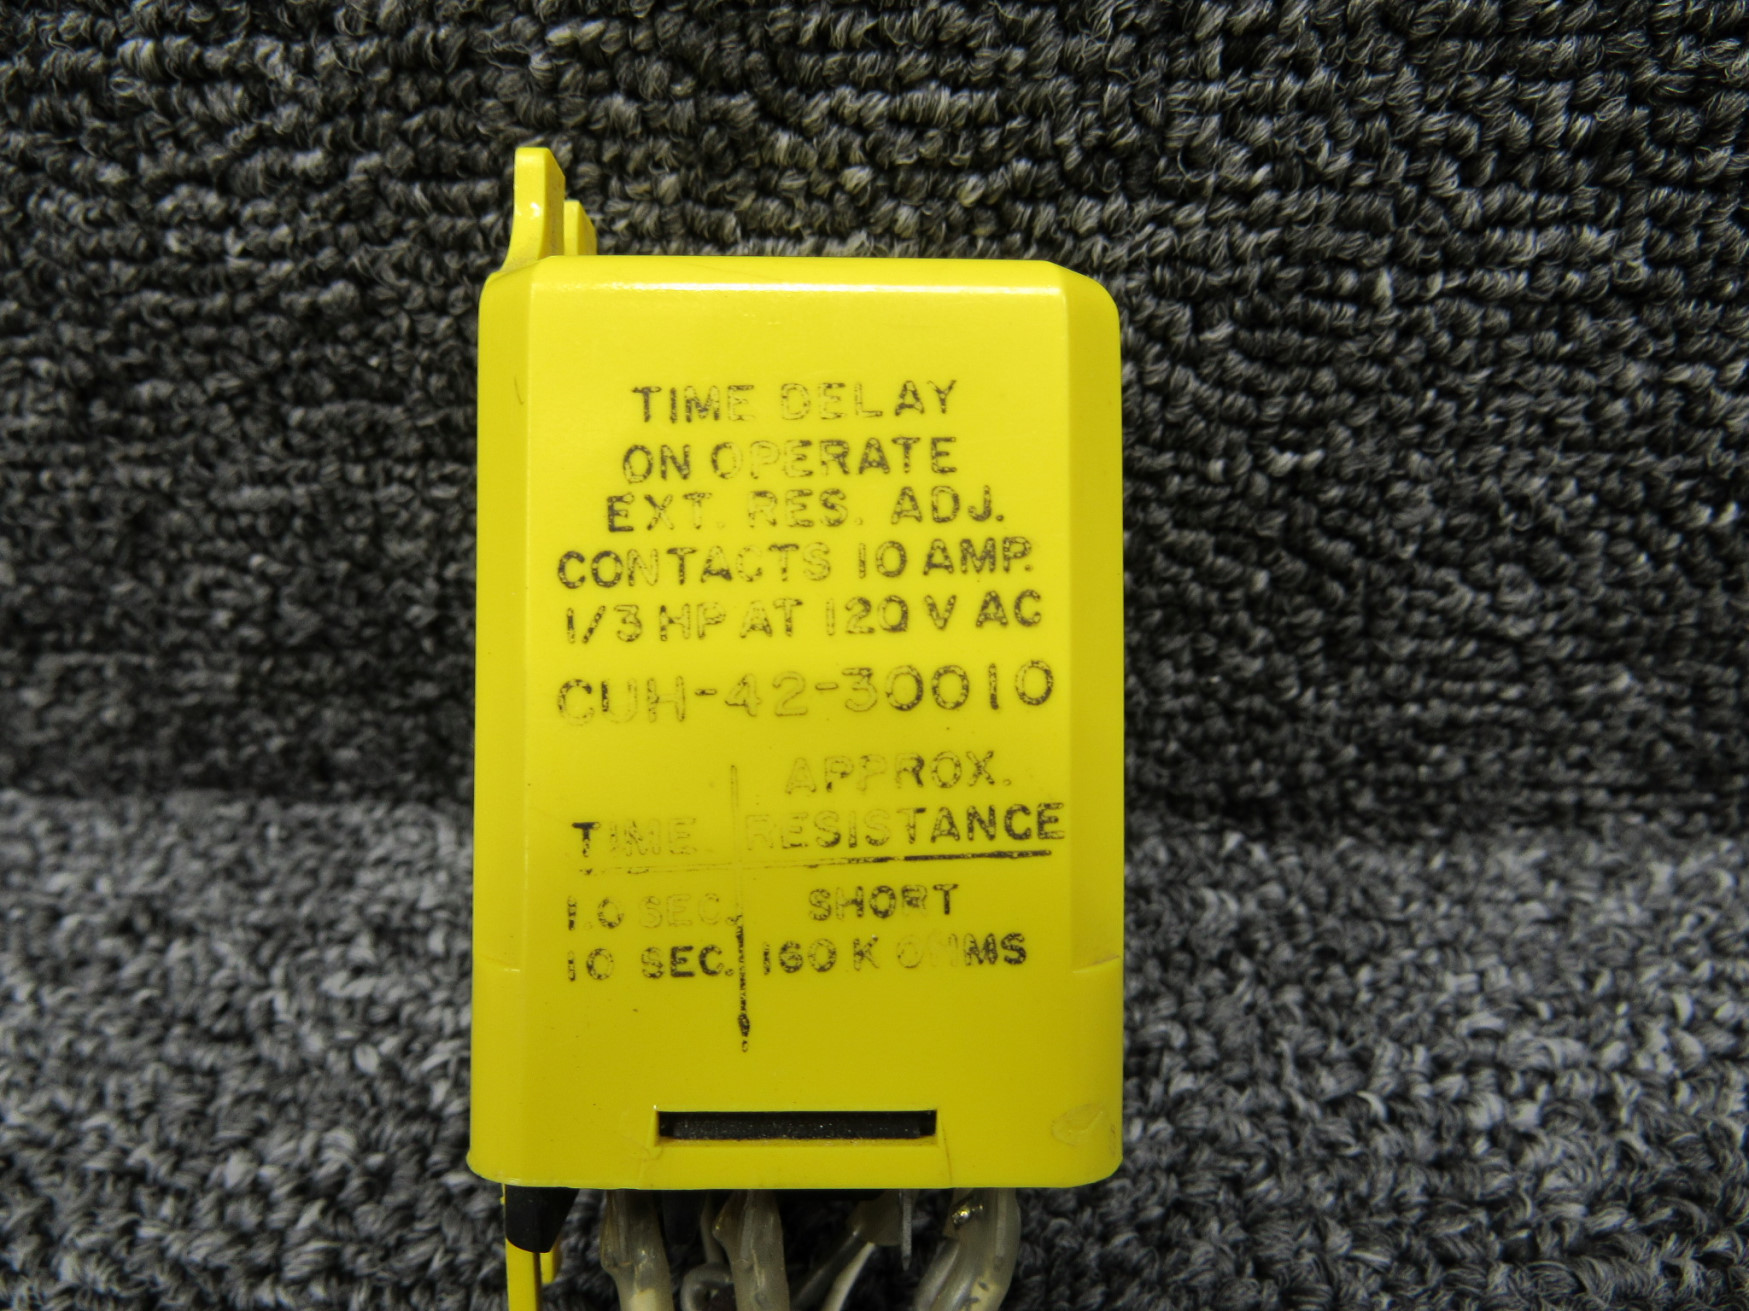 TIME DELAY
ON OPERATE
EXT. RES. ADJ.
CONTACTS 10 AMP.
1/3 HP AT 120 V AC
CUH-42-30010
APPROX.
TIME RESISTANCE
1.0 SEC. SHORT
10 SEC. 160 K OHMS